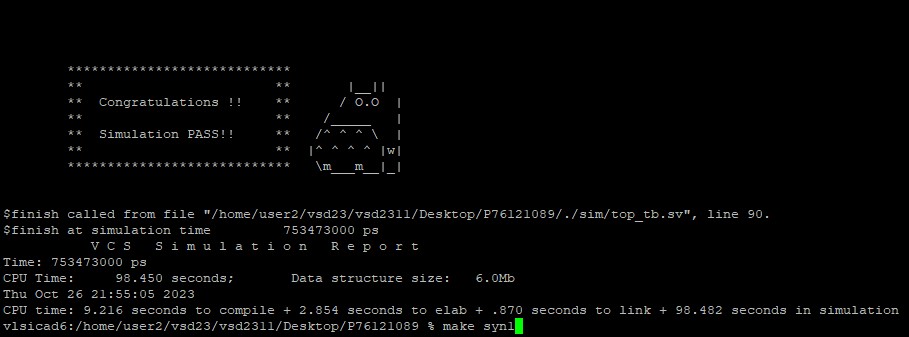 ****************************
**                        **       |__||
**  Congratulations !!    **      / O.O  |
**                        **    /_____   |
**  Simulation PASS!!     **   /^ ^ ^ \  |
**                        **  |^ ^ ^ ^ |w|
****************************   \m___m__|_|
$finish called from file "/home/user2/vsd23/vsd2311/Desktop/P76121089/./sim/top_tb.sv", line 90.
$finish at simulation time         753473000 ps
V C S   S i m u l a t i o n   R e p o r t
Time: 753473000 ps
CPU Time:     98.450 seconds;       Data structure size:   6.0Mb
Thu Oct 26 21:55:05 2023
CPU time: 9.216 seconds to compile + 2.854 seconds to elab + .870 seconds to link + 98.482 seconds in simulation
vlsicad6:/home/user2/vsd23/vsd2311/Desktop/P76121089 % make syn1